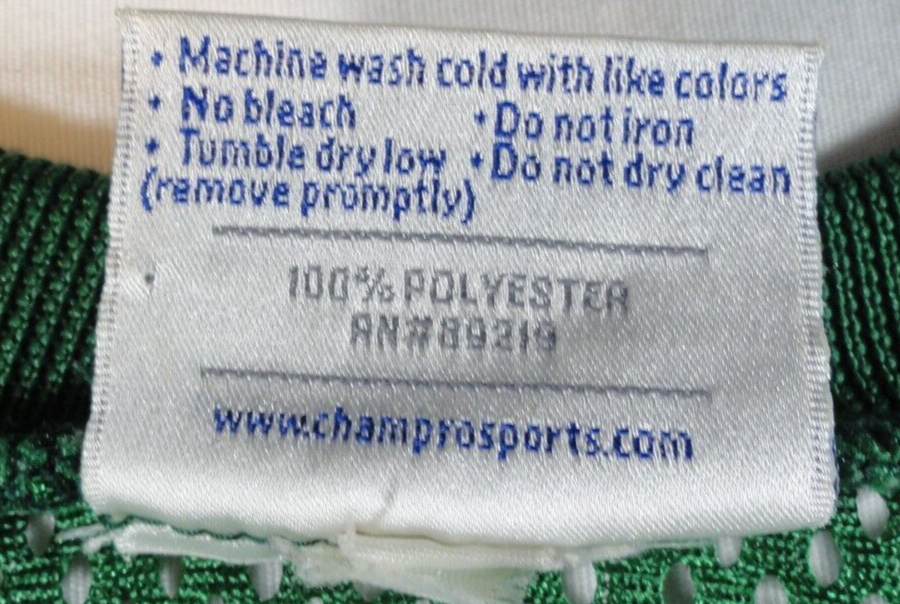 • Machine wash cold with like colors
• No bleach • Do not iron
• Tumble dry low • Do not dry clean
(remove promptly)
100% POLYESTER
RN#89219
www.champrosports.com